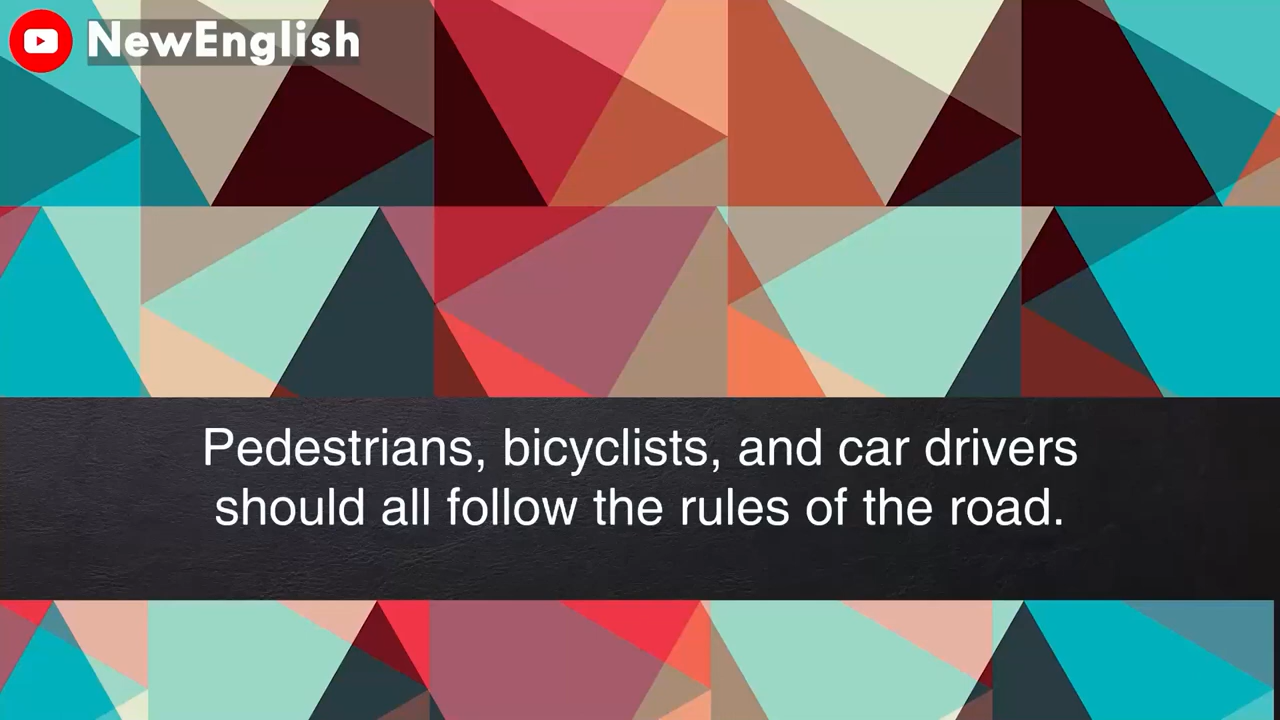 NewEnglish
Pedestrians, bicyclists, and car drivers
should all follow the rules of the road.